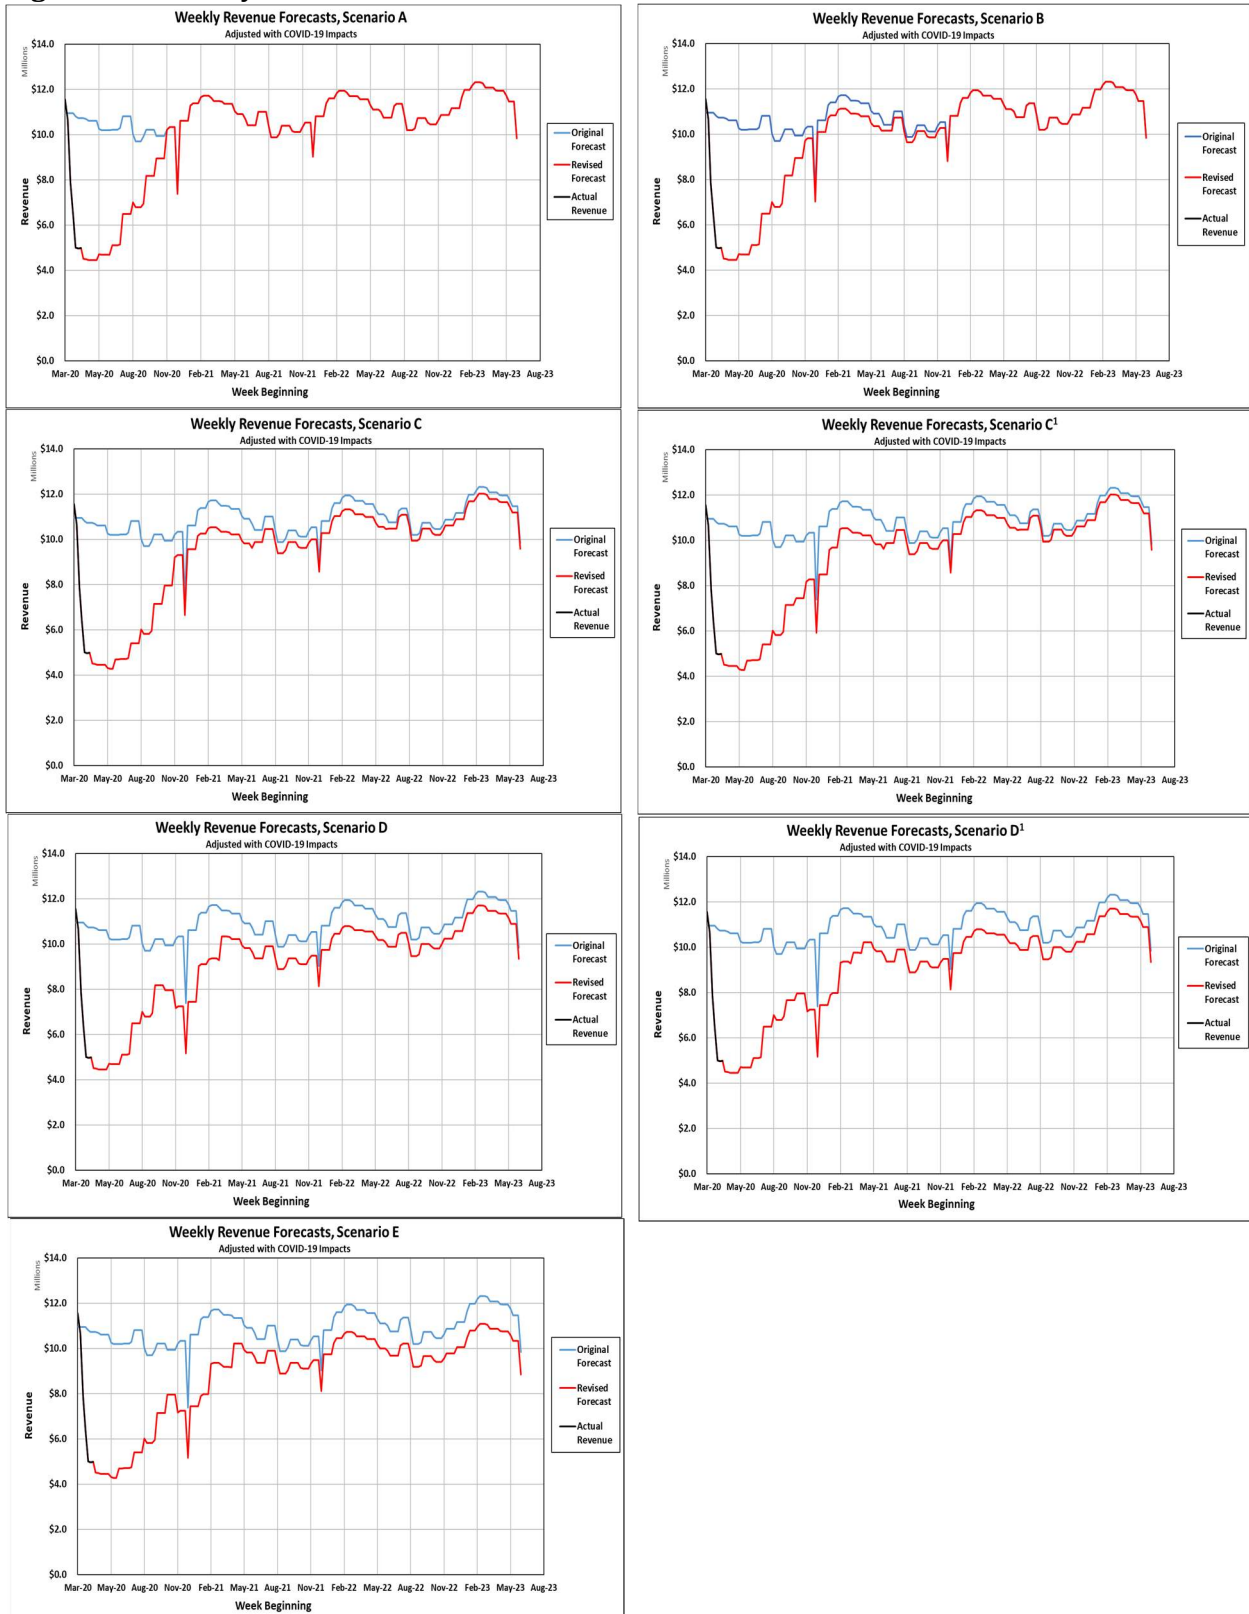 Weekly Revenue Forecasts, Scenario A
Adjusted with COVID-19 Impacts
Millions
Revenue
$14.0
$12.0
$10.0
$8.0
$6.0
$4.0
$2.0
$0.0
Mar-20 May-20 Aug-20 Nov-20 Feb-21 May-21 Aug-21 Nov-21 Feb-22 May-22 Aug-22 Nov-22 Feb-23 May-23 Aug-23
Week Beginning
Original
Forecast
Revised
Forecast
Actual
Revenue
Weekly Revenue Forecasts, Scenario B
Adjusted with COVID-19 Impacts
Millions
Revenue
$14.0
$12.0
$10.0
$8.0
$6.0
$4.0
$2.0
$0.0
Mar-20 May-20 Aug-20 Nov-20 Feb-21 May-21 Aug-21 Nov-21 Feb-22 May-22 Aug-22 Nov-22 Feb-23 May-23 Aug-23
Week Beginning
Original
Forecast
Revised
Forecast
Actual
Revenue
Weekly Revenue Forecasts, Scenario C
Adjusted with COVID-19 Impacts
Millions
Revenue
$14.0
$12.0
$10.0
$8.0
$6.0
$4.0
$2.0
$0.0
Mar-20 May-20 Aug-20 Nov-20 Feb-21 May-21 Aug-21 Nov-21 Feb-22 May-22 Aug-22 Nov-22 Feb-23 May-23 Aug-23
Week Beginning
Original
Forecast
Revised
Forecast
Actual
Revenue
Weekly Revenue Forecasts, Scenario C¹
Adjusted with COVID-19 Impacts
Millions
Revenue
$14.0
$12.0
$10.0
$8.0
$6.0
$4.0
$2.0
$0.0
Mar-20 May-20 Aug-20 Nov-20 Feb-21 May-21 Aug-21 Nov-21 Feb-22 May-22 Aug-22 Nov-22 Feb-23 May-23 Aug-23
Week Beginning
Original
Forecast
Revised
Forecast
Actual
Revenue
Weekly Revenue Forecasts, Scenario D
Adjusted with COVID-19 Impacts
Millions
Revenue
$14.0
$12.0
$10.0
$8.0
$6.0
$4.0
$2.0
$0.0
Mar-20 May-20 Aug-20 Nov-20 Feb-21 May-21 Aug-21 Nov-21 Feb-22 May-22 Aug-22 Nov-22 Feb-23 May-23 Aug-23
Week Beginning
Original
Forecast
Revised
Forecast
Actual
Revenue
Weekly Revenue Forecasts, Scenario D¹
Adjusted with COVID-19 Impacts
Millions
Revenue
$14.0
$12.0
$10.0
$8.0
$6.0
$4.0
$2.0
$0.0
Mar-20 May-20 Aug-20 Nov-20 Feb-21 May-21 Aug-21 Nov-21 Feb-22 May-22 Aug-22 Nov-22 Feb-23 May-23 Aug-23
Week Beginning
Original
Forecast
Revised
Forecast
Actual
Revenue
Weekly Revenue Forecasts, Scenario E
Adjusted with COVID-19 Impacts
Millions
Revenue
$14.0
$12.0
$10.0
$8.0
$6.0
$4.0
$2.0
$0.0
Mar-20 May-20 Aug-20 Nov-20 Feb-21 May-21 Aug-21 Nov-21 Feb-22 May-22 Aug-22 Nov-22 Feb-23 May-23 Aug-23
Week Beginning
Original
Forecast
Revised
Forecast
Actual
Revenue